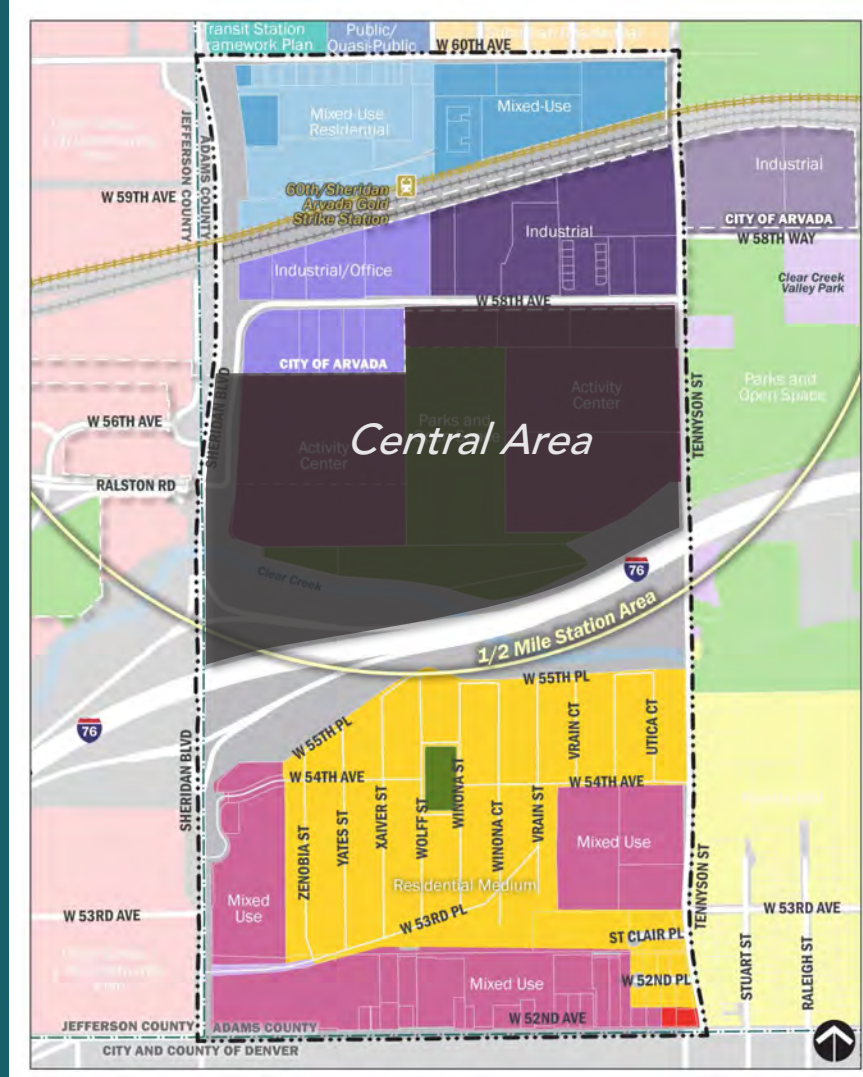 Transit Station
Framework Plan
Public/
Quasi-Public
W 60TH AVE
JEFFERSON COUNTY
ADAMS COUNTY
Mixed-Use
Residential
Mixed-Use
W 59TH AVE
60th/Sheridan
Arvada Gold
Strike Station
Industrial
CITY OF ARVADA
W 58TH WAY
Industrial
Industrial/Office
Clear Creek
Valley Park
W 58TH AVE
CITY OF ARVADA
SHERIDAN BLVD
TENNYSON ST
Parks and
Open Space
Activity
Center
W 56TH AVE
Parks and
Central Area
Activity
Center
RALSTON RD
76
Clear Creek
1/2 Mile Station Area
W 55TH PL
76
W 55TH PL
VRAIN CT
UTICA CT
SHERIDAN BLVD
W 54TH AVE
W 54TH AVE
ZENOBIA ST
YATES ST
XAIVER ST
WOLFF ST
WINONA ST
WINONA CT
VRAIN ST
Mixed Use
TENNYSON ST
Mixed
Use
Residential Medium
W 53RD AVE
W 53RD PL
W 53RD AVE
ST CLAIR PL
STUART ST
RALEIGH ST
Mixed Use
W 52ND PL
W 52ND AVE
JEFFERSON COUNTY
ADAMS COUNTY
CITY AND COUNTY OF DENVER